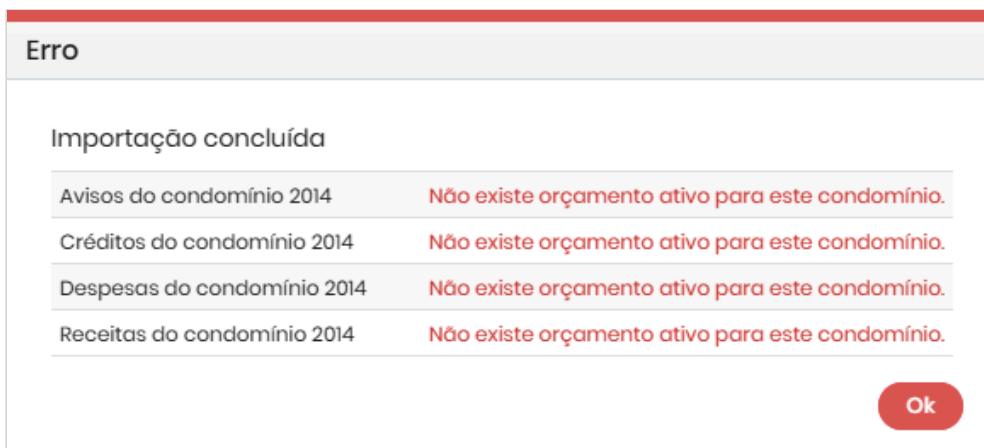 Erro
Importação concluída
Avisos do condomínio 2014 Não existe orçamento ativo para este condomínio.
Créditos do condomínio 2014 Não existe orçamento ativo para este condomínio.
Despesas do condomínio 2014 Não existe orçamento ativo para este condomínio.
Receitas do condomínio 2014 Não existe orçamento ativo para este condomínio.
Ok